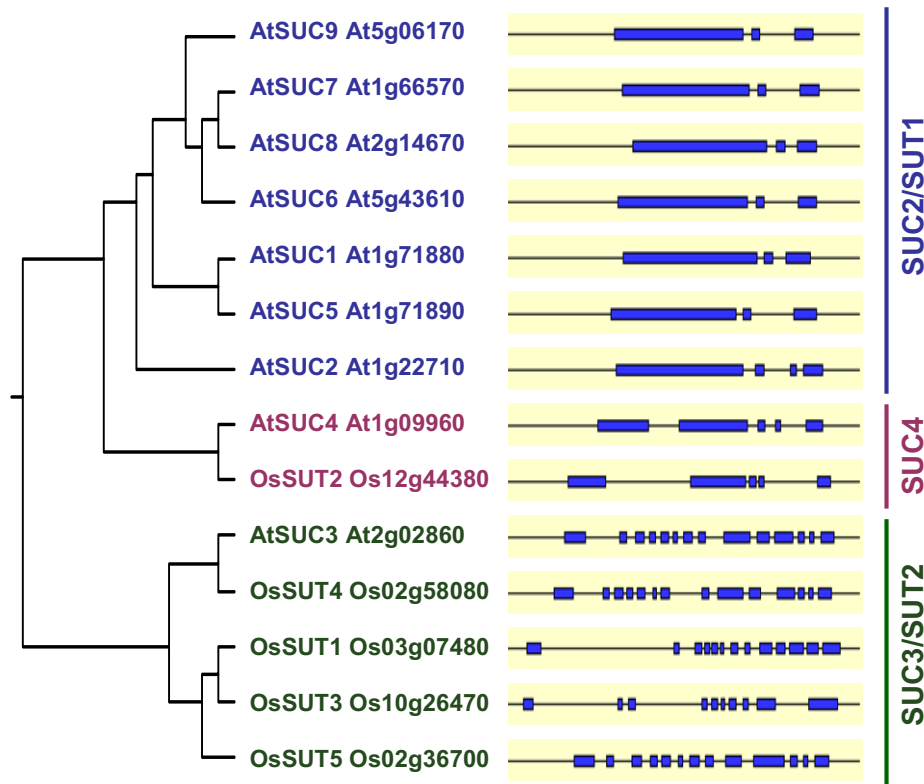 AtSUC9 At5g06170
AtSUC7 At1g66570
AtSUC8 At2g14670
AtSUC6 At5g43610
AtSUC1 At1g71880
AtSUC5 At1g71890
AtSUC2 At1g22710
SUC2/SUT1
AtSUC4 At1g09960
OsSUT2 Os12g44380
SUC4
AtSUC3 At2g02860
OsSUT4 Os02g58080
OsSUT1 Os03g07480
OsSUT3 Os10g26470
OsSUT5 Os02g36700
SUC3/SUT2